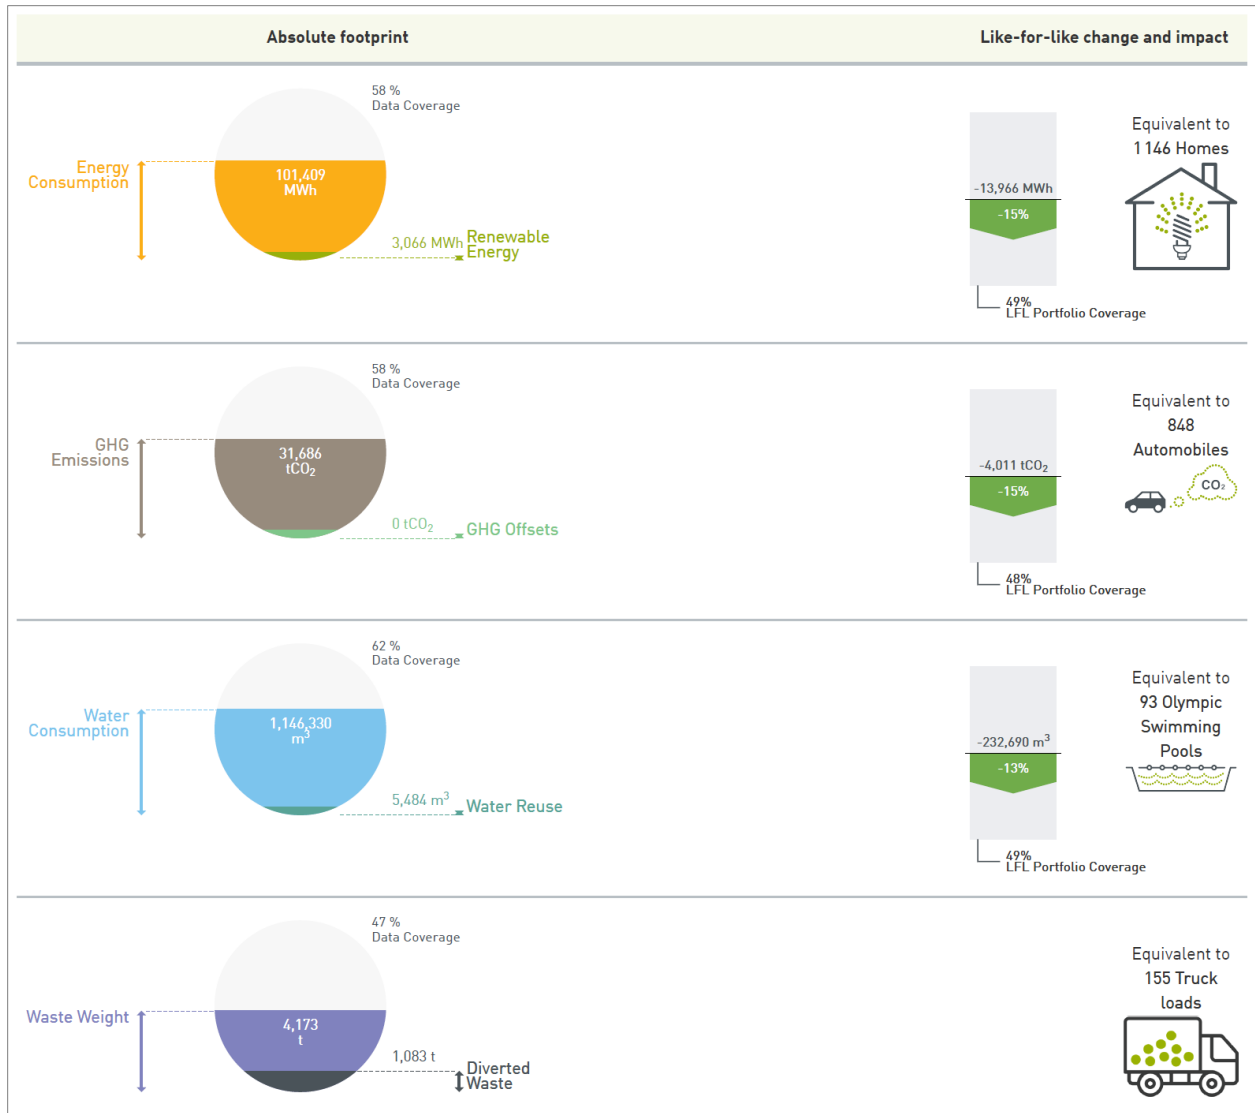 Absolute footprint
Like-for-like change and impact
58 %
Data Coverage
Energy
Consumption
101,409
MWh
3,066 MWh
Renewable
Energy
-13,966 MWh
-15%
49%
LFL Portfolio Coverage
Equivalent to
1 146 Homes
58 %
Data Coverage
GHG
Emissions
31,686
tCO₂
0 tCO₂
GHG Offsets
-4,011 tCO₂
-15%
48%
LFL Portfolio Coverage
Equivalent to
848
Automobiles
CO₂
62 %
Data Coverage
Water
Consumption
1,146,330
m³
5,484 m³
Water Reuse
-232,690 m³
-13%
49%
LFL Portfolio Coverage
Equivalent to
93 Olympic
Swimming
Pools
47 %
Data Coverage
Waste Weight
4,173
t
1,083 t
Diverted
Waste
Equivalent to
155 Truck
loads